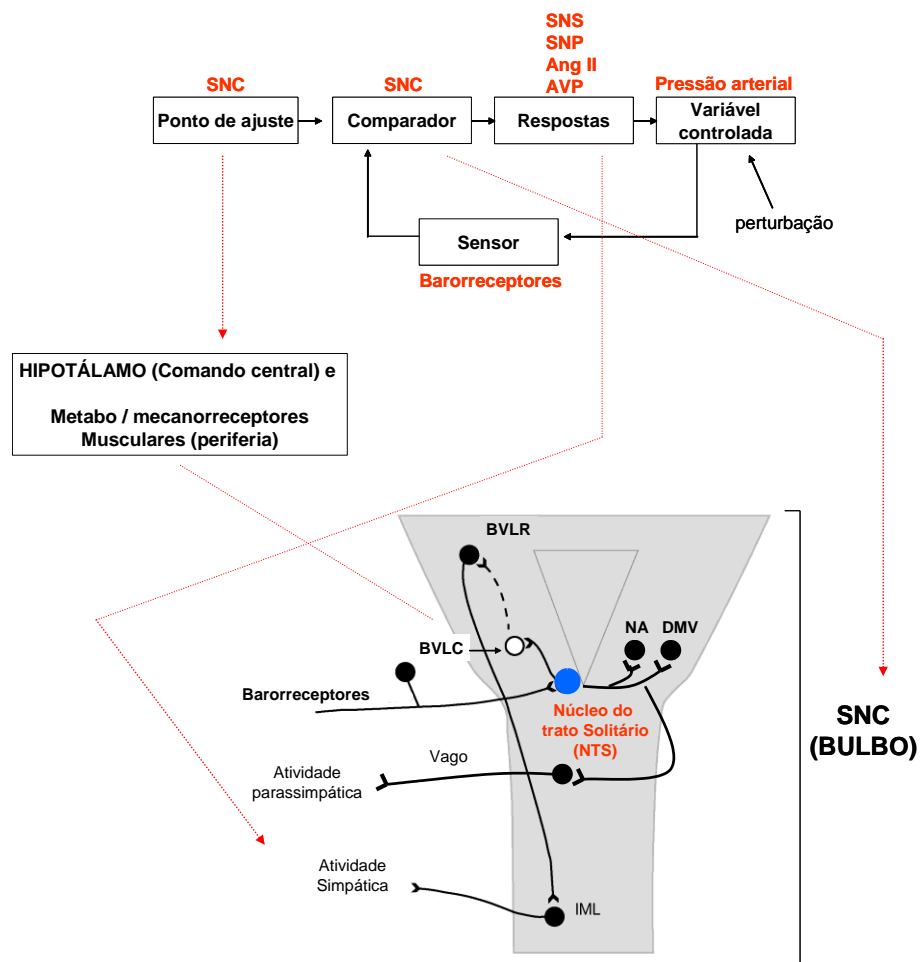 SNS
SNP
Ang II
AVP
SNC
SNC
Pressão arterial
Ponto de ajuste
Comparador
Respostas
Variável
controlada
Sensor
Barorreceptores
perturbação
HIPOTÁLAMO (Comando central) e
Metabo / mecanorreceptores
Musculares (periferia)
BVLR
NA
DMV
BVLC
Barorreceptores
Núcleo do
trato Solitário
(NTS)
SNC
(BULBO)
Vago
Atividade
parassimpática
Atividade
Simpática
IML